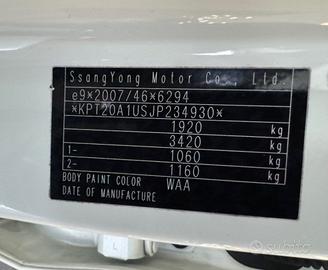 SsangYong Motor Co., Ltd.
e9*2007/46*6294
*KPT20A1USJP234930*
1920 kg
3420 kg
1- 1060 kg
2- 1160 kg
BODY PAINT COLOR WAA
DATE OF MANUFACTURE
L
subito